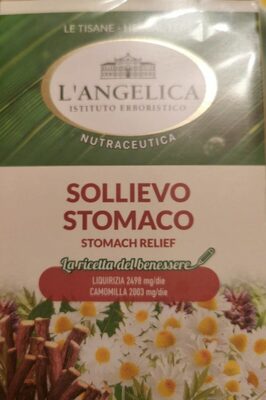 LE TISANE - HE
L'ANGELICA
ISTITUTO ERBORISTICO
NUTRACEUTICA
SOLLIEVO
STOMACO
STOMACH RELIEF
La ricetta del benessere
LIQUIRIZIA 2498 mg/die
CAMOMILLA 2003 mg/die